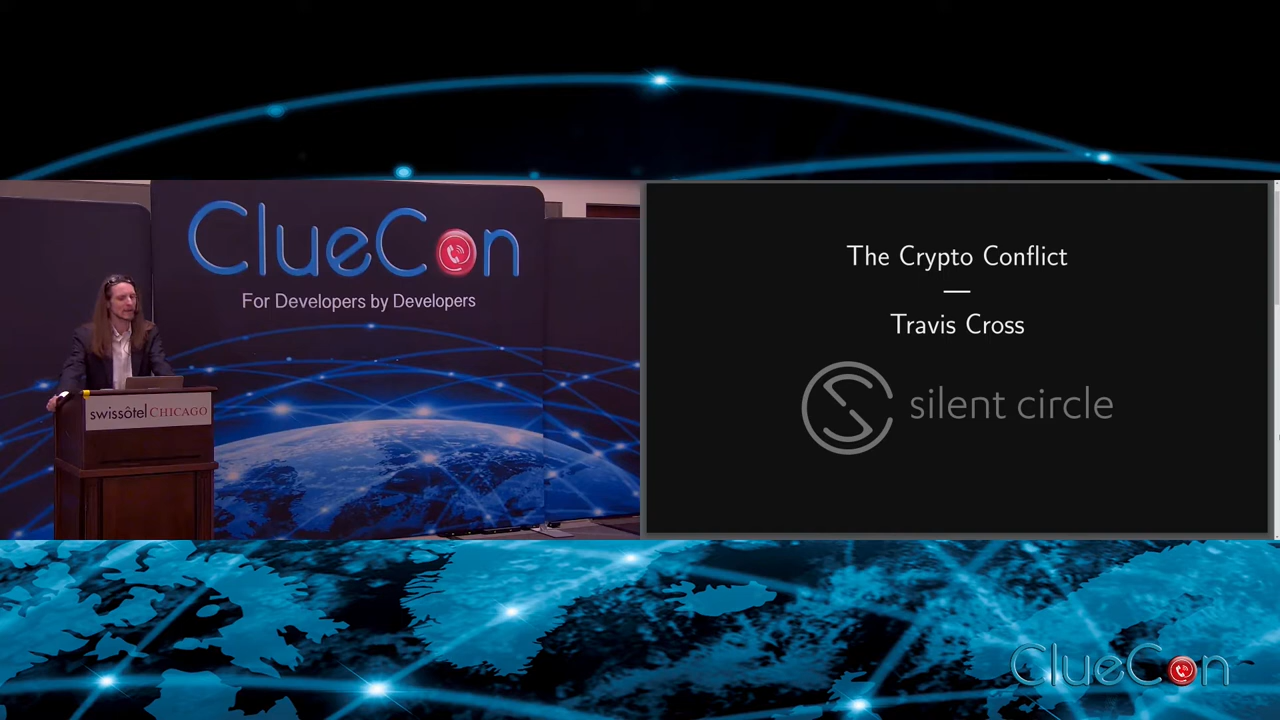 ClueCon
For Developers by Developers
swissôtel CHICAGO
The Crypto Conflict
—
Travis Cross
silent circle
ClueCon